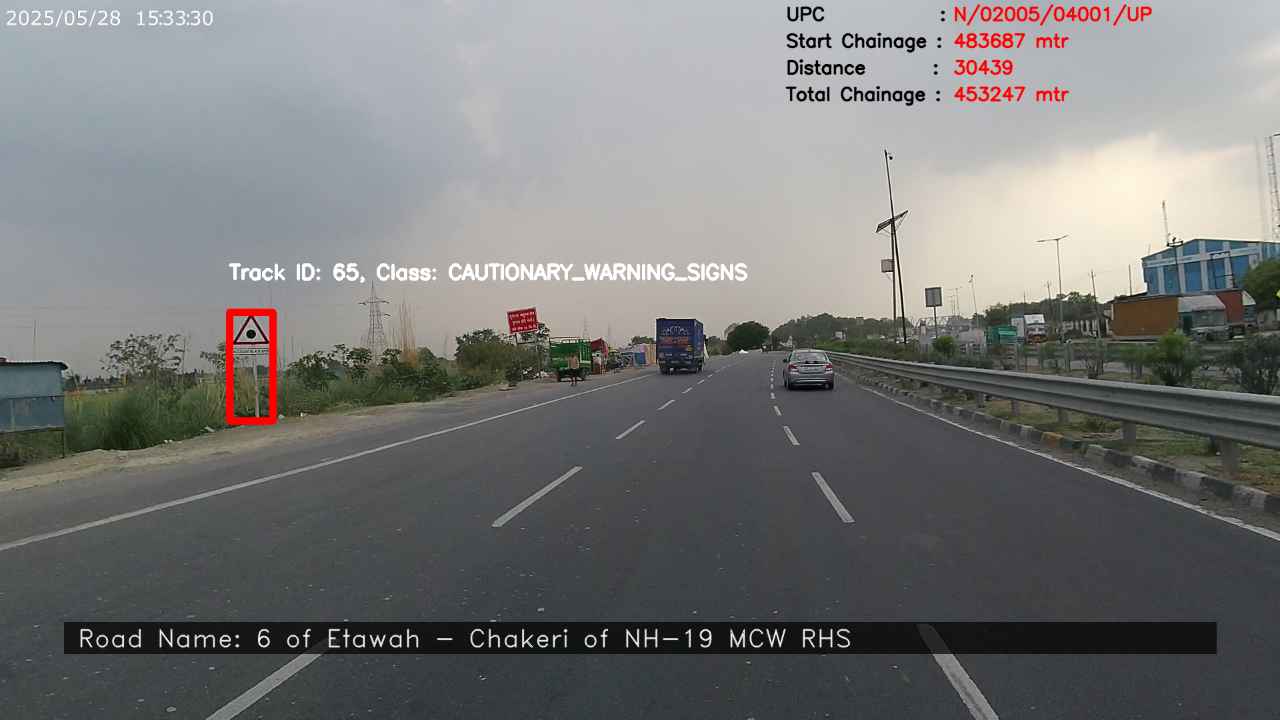 2025/05/28 15:33:30
UPC : N/02005/04001/UP
Start Chainage : 483687 mtr
Distance : 30439
Total Chainage : 453247 mtr
Track ID: 65, Class: CAUTIONARY_WARNING_SIGNS
Road Name: 6 of Etawah - Chakeri of NH-19 MCW RHS